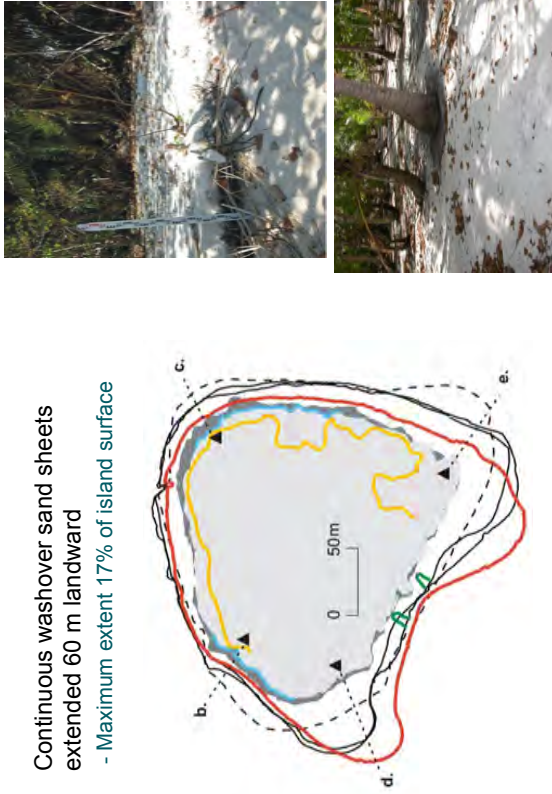 Continuous washover sand sheets
extended 60 m landward
- Maximum extent 17% of island surface
b.
c.
d.
e.
0
50m